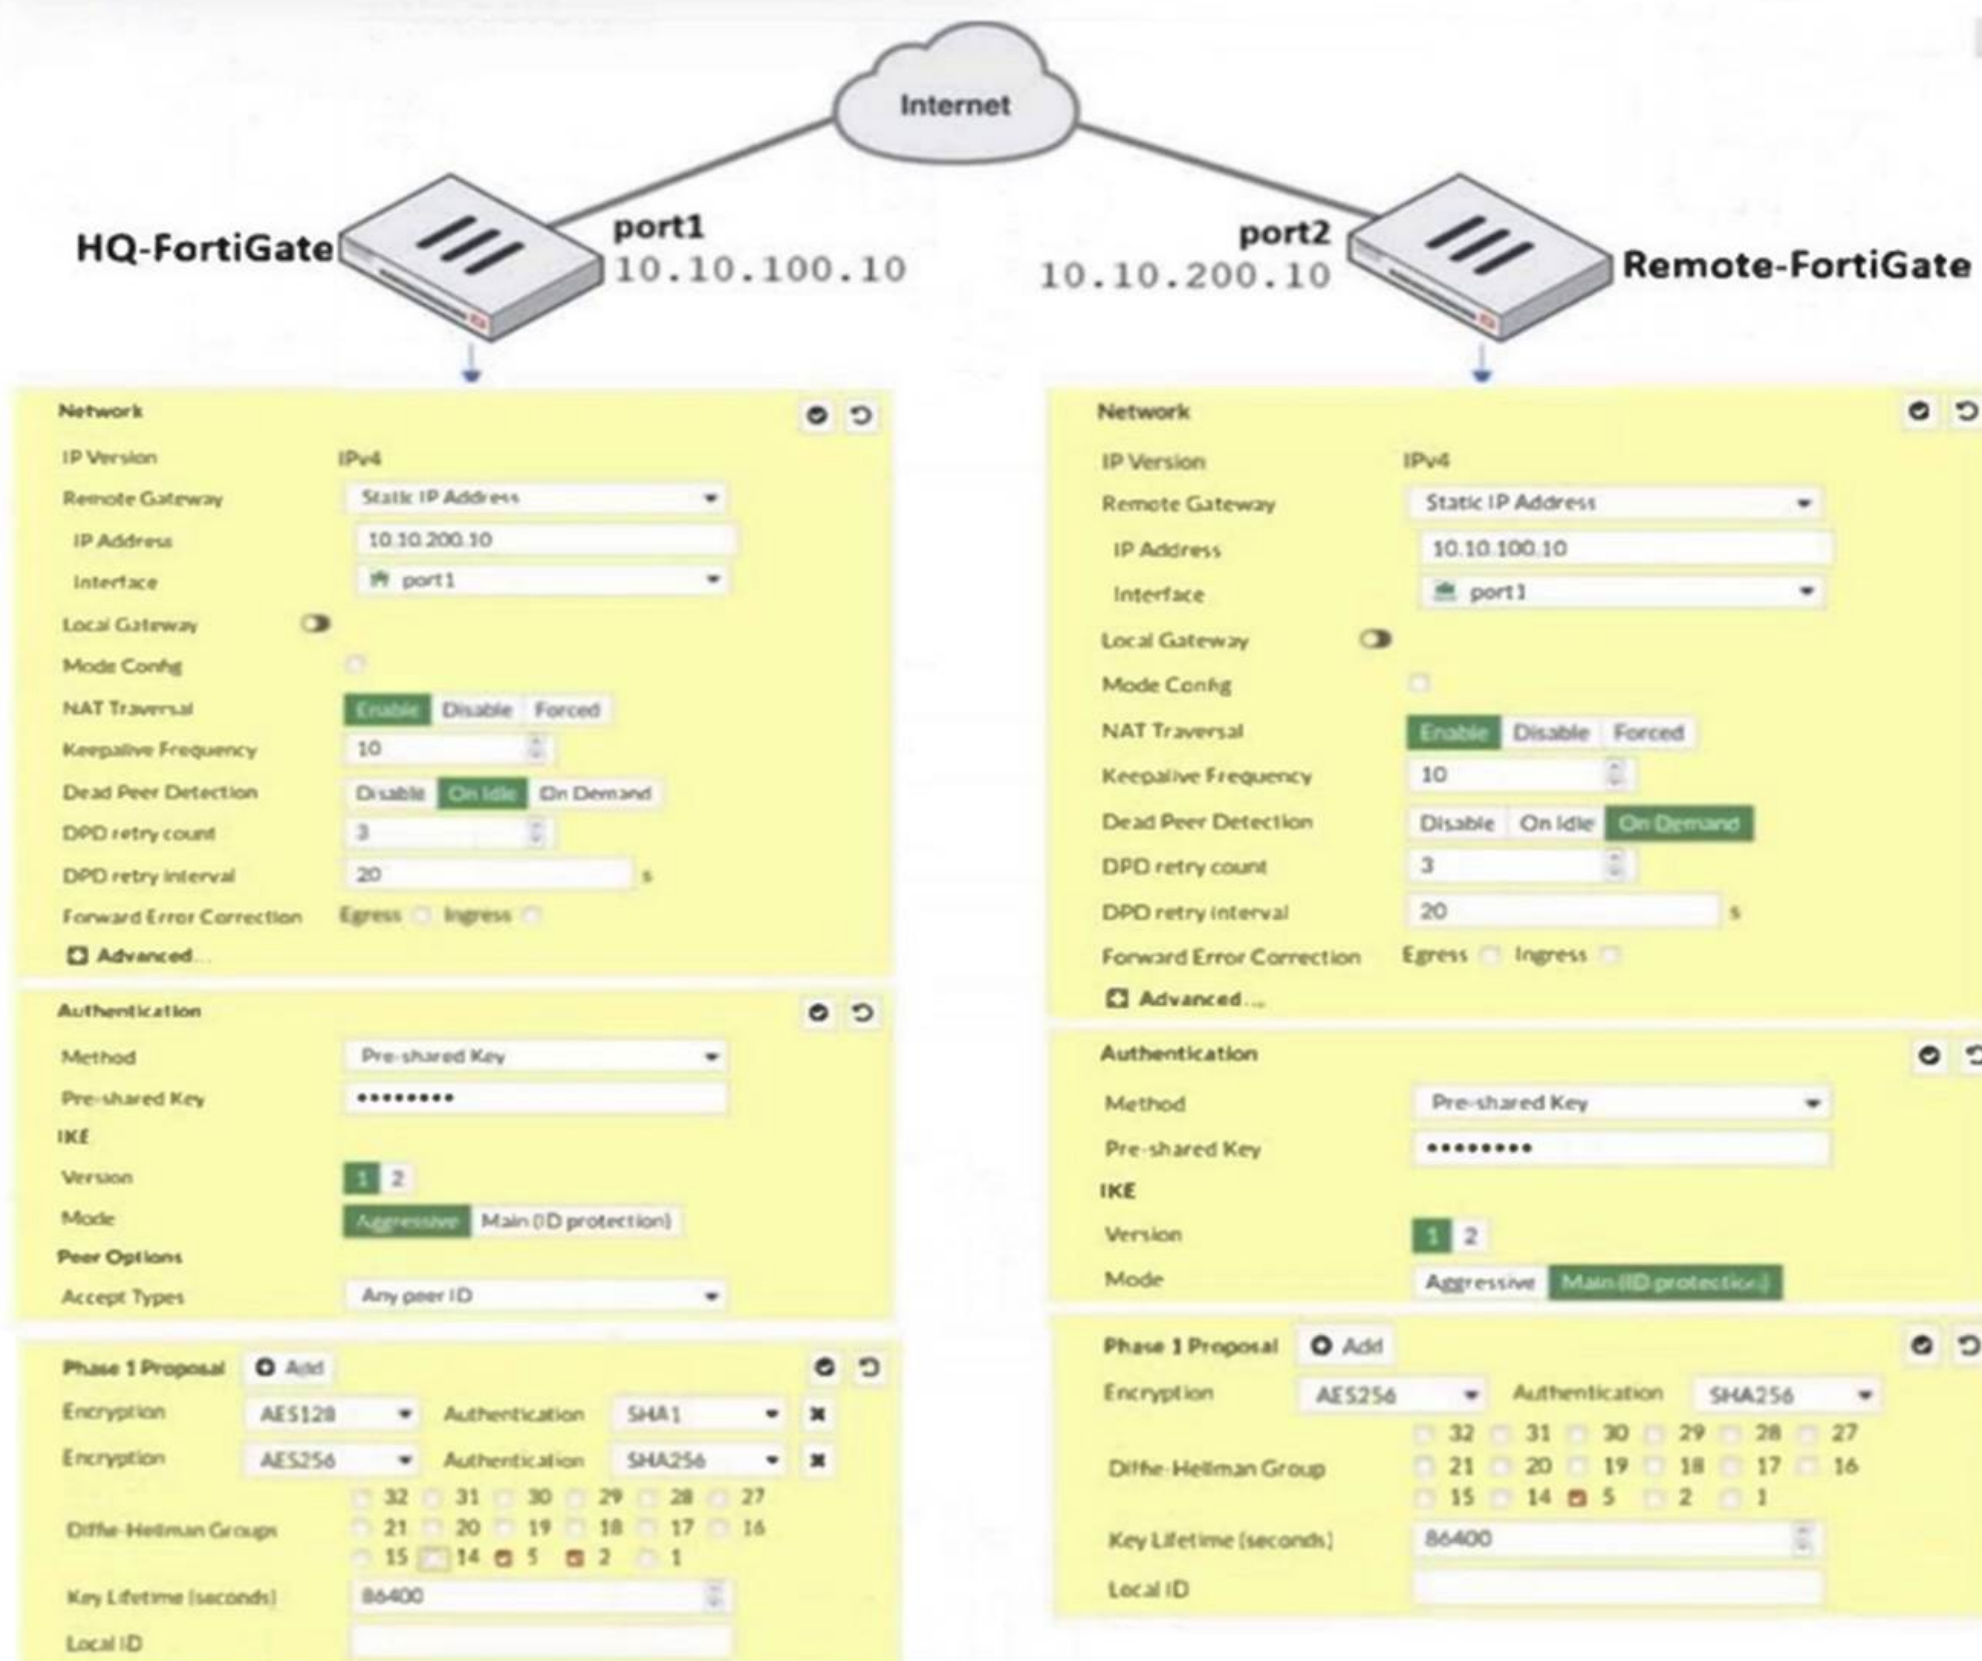 Internet
HQ-FortiGate
port1
10.10.100.10
port2
10.10.200.10
Remote-FortiGate
Network
IP Version IPv4
Remote Gateway Static IP Address
IP Address 10.10.200.10
Interface port1
Local Gateway
Mode Config
NAT Traversal Enable Disable Forced
Keepalive Frequency 10
Dead Peer Detection Disable On Idle On Demand
DPD retry count 3
DPD retry interval 20 s
Forward Error Correction Egress Ingress
Advanced...
Authentication
Method Pre-shared Key
Pre-shared Key ••••••••
IKE
Version 1 2
Mode Aggressive Main (ID protection)
Peer Options
Accept Types Any peer ID
Phase 1 Proposal Add
Encryption AES128 Authentication SHA1
Encryption AES256 Authentication SHA256
32 31 30 29 28 27
Diffie-Hellman Groups 21 20 19 18 17 16
15 14 5 2 1
Key Lifetime (seconds) 86400
Local ID
Network
IP Version IPv4
Remote Gateway Static IP Address
IP Address 10.10.100.10
Interface port1
Local Gateway
Mode Config
NAT Traversal Enable Disable Forced
Keepalive Frequency 10
Dead Peer Detection Disable On Idle On Demand
DPD retry count 3
DPD retry interval 20 s
Forward Error Correction Egress Ingress
Advanced...
Authentication
Method Pre-shared Key
Pre-shared Key ••••••••
IKE
Version 1 2
Mode Aggressive Main (ID protection)
Phase 1 Proposal Add
Encryption AES256 Authentication SHA256
32 31 30 29 28 27
Diffie-Hellman Group 21 20 19 18 17 16
15 14 5 2 1
Key Lifetime (seconds) 86400
Local ID